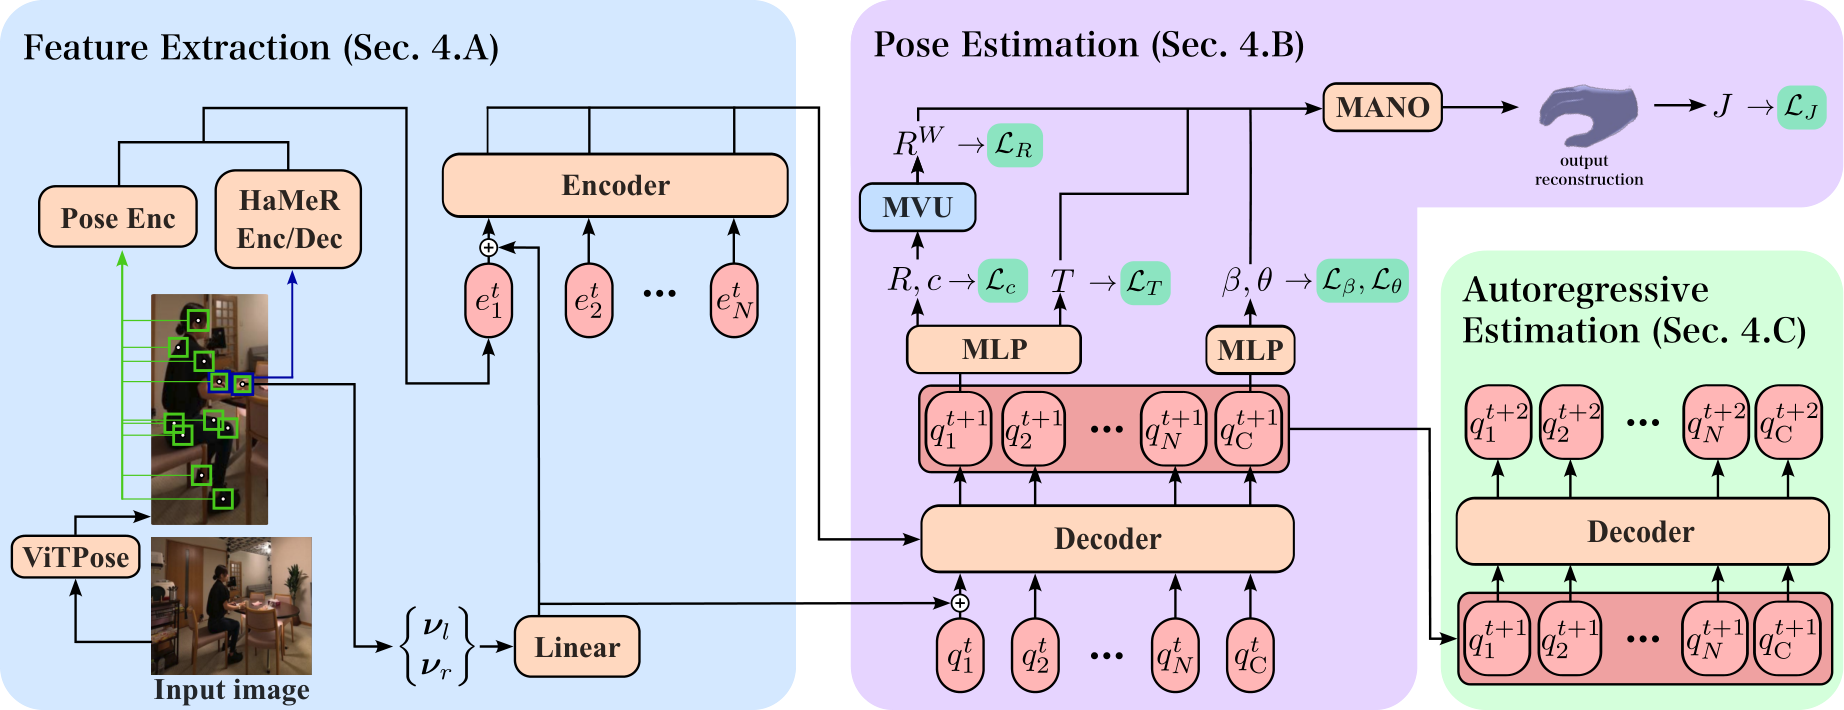 Feature Extraction (Sec. 4.A)
Pose Enc
HaMeR
Enc/Dec
ViTPose
Input image
Encoder
e_1^t
e_2^t
...
e_N^t
ν_l
ν_r
Linear
Pose Estimation (Sec. 4.B)
MANO
J → ℒ_J
output
reconstruction
R^W → ℒ_R
MVU
R, c → ℒ_c
T → ℒ_T
β, θ → ℒ_β, ℒ_θ
MLP
MLP
q_1^{t+1}
q_2^{t+1}
...
q_N^{t+1}
q_C^{t+1}
Decoder
q_1^t
q_2^t
...
q_N^t
q_C^t
Autoregressive
Estimation (Sec. 4.C)
q_1^{t+2}
q_2^{t+2}
...
q_N^{t+2}
q_C^{t+2}
Decoder
q_1^{t+1}
q_2^{t+1}
...
q_N^{t+1}
q_C^{t+1}